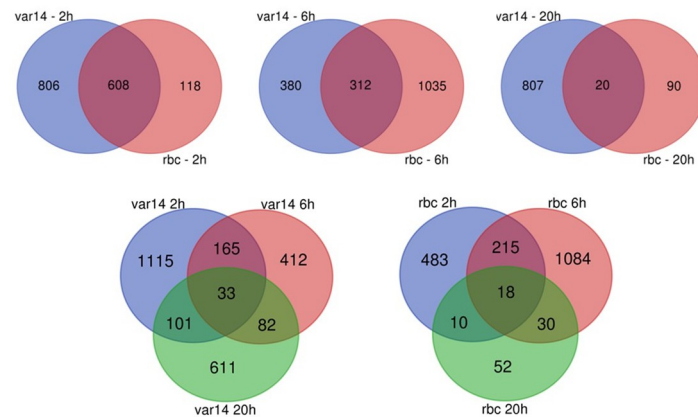 var14 - 2h
var14 - 6h
var14 - 20h
806 608 118
380 312 1035
807 20 90
rbc - 2h
rbc - 6h
rbc - 20h
var14 2h var14 6h
1115 165 412
33
101 82
611
var14 20h
rbc 2h rbc 6h
483 215 1084
18
10 30
52
rbc 20h